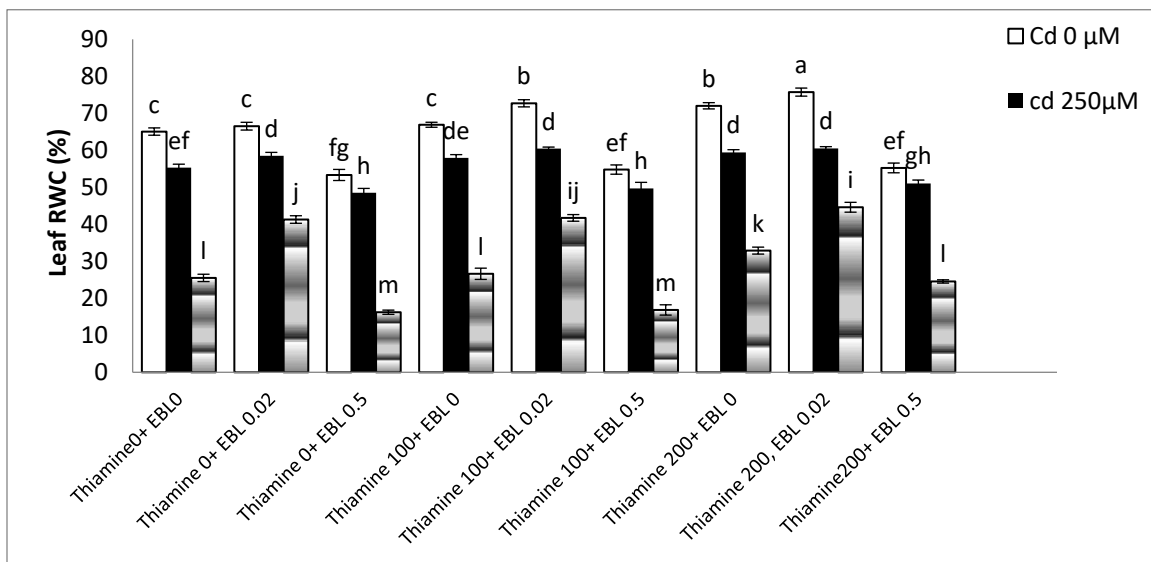 Leaf RWC (%)
90
80
70
60
50
40
30
20
10
0
c
ef
l
c
d
j
fg
h
m
c
de
l
b
d
ij
ef
h
m
b
d
k
a
d
i
ef
gh
l
Thiamine0+ EBL0
Thiamine 0+ EBL 0.02
Thiamine 0+ EBL 0.5
Thiamine 100+ EBL 0
Thiamine 100+ EBL 0.02
Thiamine 100+ EBL 0.5
Thiamine 200+ EBL 0
Thiamine 200, EBL 0.02
Thiamine200+ EBL 0.5
Cd 0 µM
cd 250µM